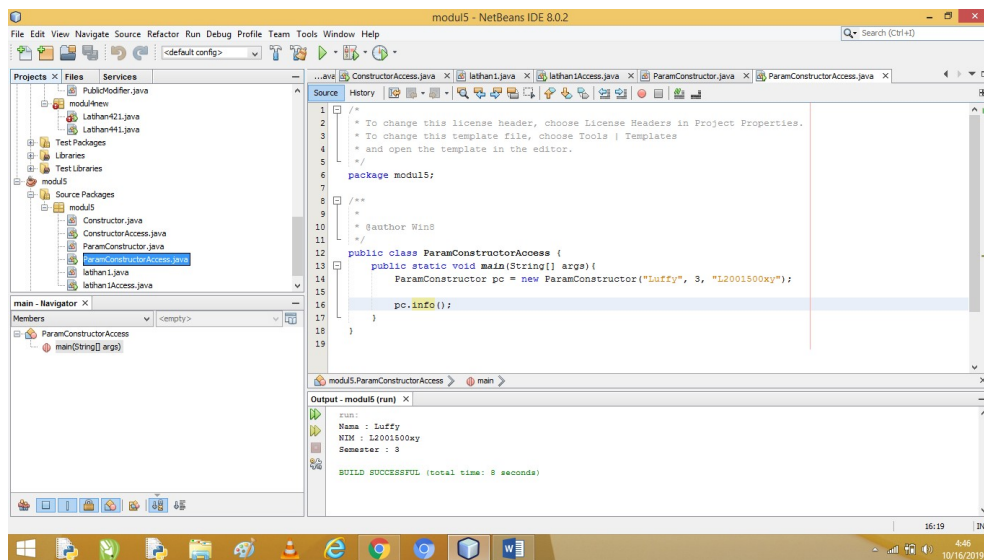 modul5 - NetBeans IDE 8.0.2
File Edit View Navigate Source Refactor Run Debug Profile Team Tools Window Help
Search (Ctrl+I)
<default config>
Projects Files Services
PublicModifier.java
modul4new
Latihan421.java
Latihan441.java
Test Packages
Libraries
Test Libraries
modul5
Source Packages
modul5
Constructor.java
ConstructorAccess.java
ParamConstructor.java
ParamConstructorAccess.java
latihan1.java
latihan1Access.java
main - Navigator
Members <empty>
ParamConstructorAccess
main(String[] args)
...ava ConstructorAccess.java latihan1.java latihan1Access.java ParamConstructor.java ParamConstructorAccess.java
Source History
1 /*
2 * To change this license header, choose License Headers in Project Properties.
3 * To change this template file, choose Tools | Templates
4 * and open the template in the editor.
5 */
6 package modul5;
7
8 /**
9 *
10 * @author Win8
11 */
12 public class ParamConstructorAccess {
13 public static void main(String[] args){
14 ParamConstructor pc = new ParamConstructor("Luffy", 3, "L2001500xy");
15
16 pc.info();
17 }
18 }
19
modul5.ParamConstructorAccess main
Output - modul5 (run)
run:
Nama : Luffy
NIM : L2001500xy
Semester : 3
BUILD SUCCESSFUL (total time: 8 seconds)
16:19 IN
4:46
10/16/2019